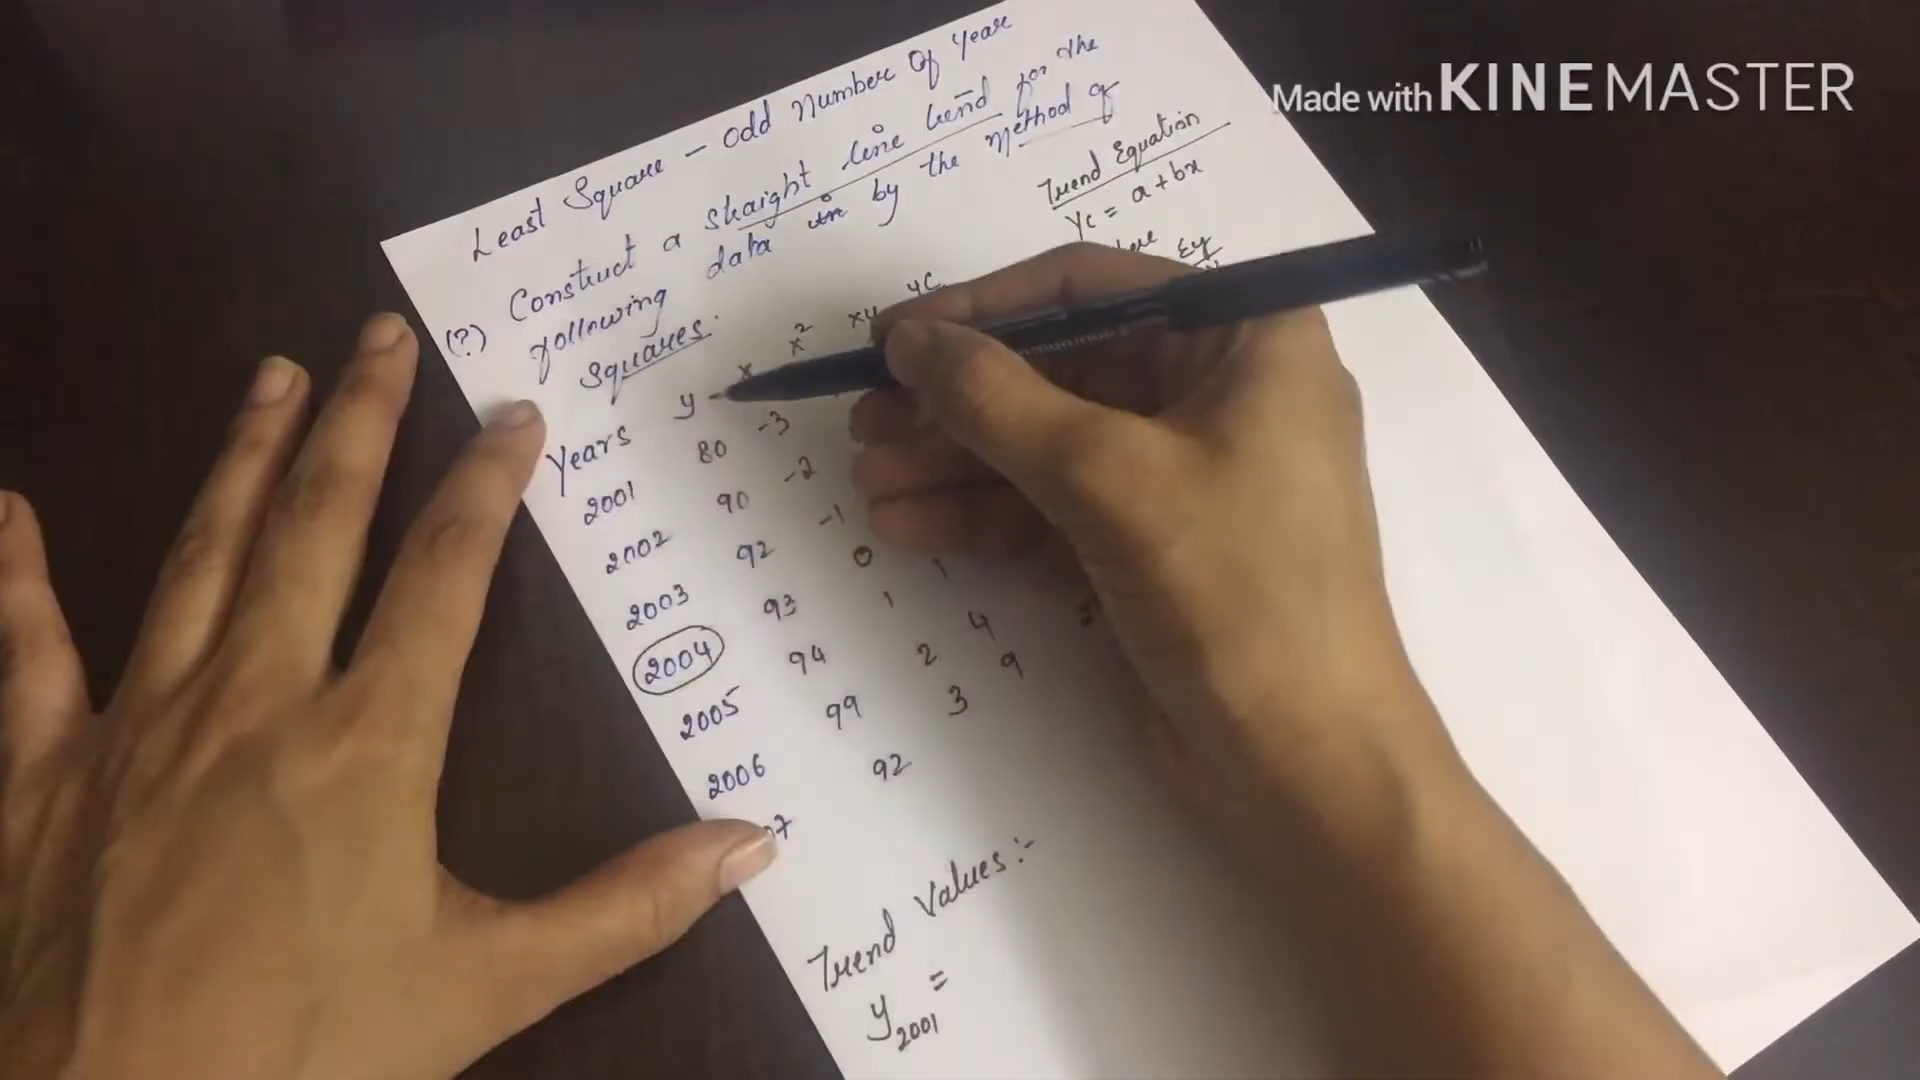 Made with KINEMASTER
Least Square - Odd Number Of Year
(?) Construct a straight line trend for the
following data by the Method of
Squares.
Trend Equation
Yc = a + bx
Σy
Years y x x² xy yc
2001 80 -3
2002 90 -2
2003 92 -1
2004 93 0
2005 94 1 1
2006 99 2 4
92 3 9
Trend Values :-
y2001 =